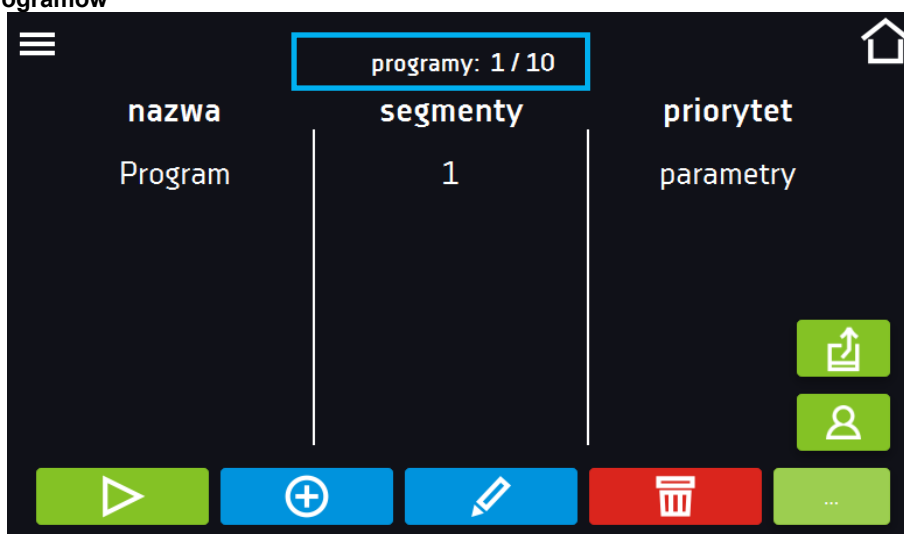 ogramów
programy: 1 / 10
nazwa segmenty priorytet
Program 1 parametry
...